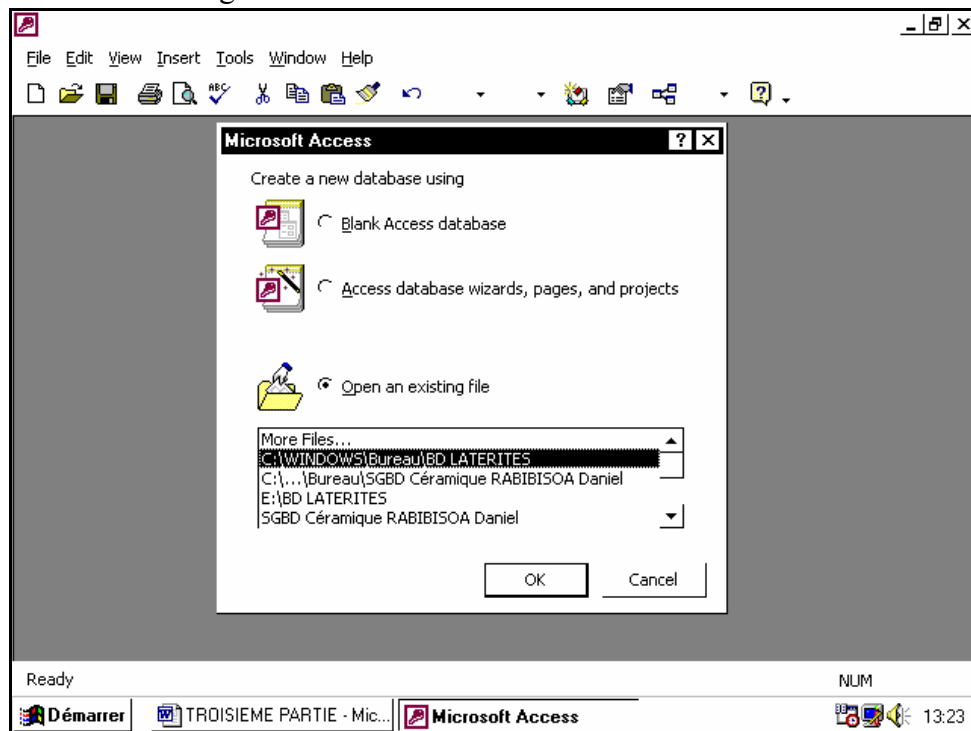 File Edit View Insert Tools Window Help
ABC
Microsoft Access
Create a new database using
Blank Access database
Access database wizards, pages, and projects
Open an existing file
More Files...
C:\WINDOWS\Bureau\BD LATERITES
C:\...\Bureau\SGBD Céramique RABIBISOA Daniel
E:\BD LATERITES
SGBD Céramique RABIBISOA Daniel
OK Cancel
Ready NUM
Démarrer TROISIEME PARTIE - Mic... Microsoft Access 13:23